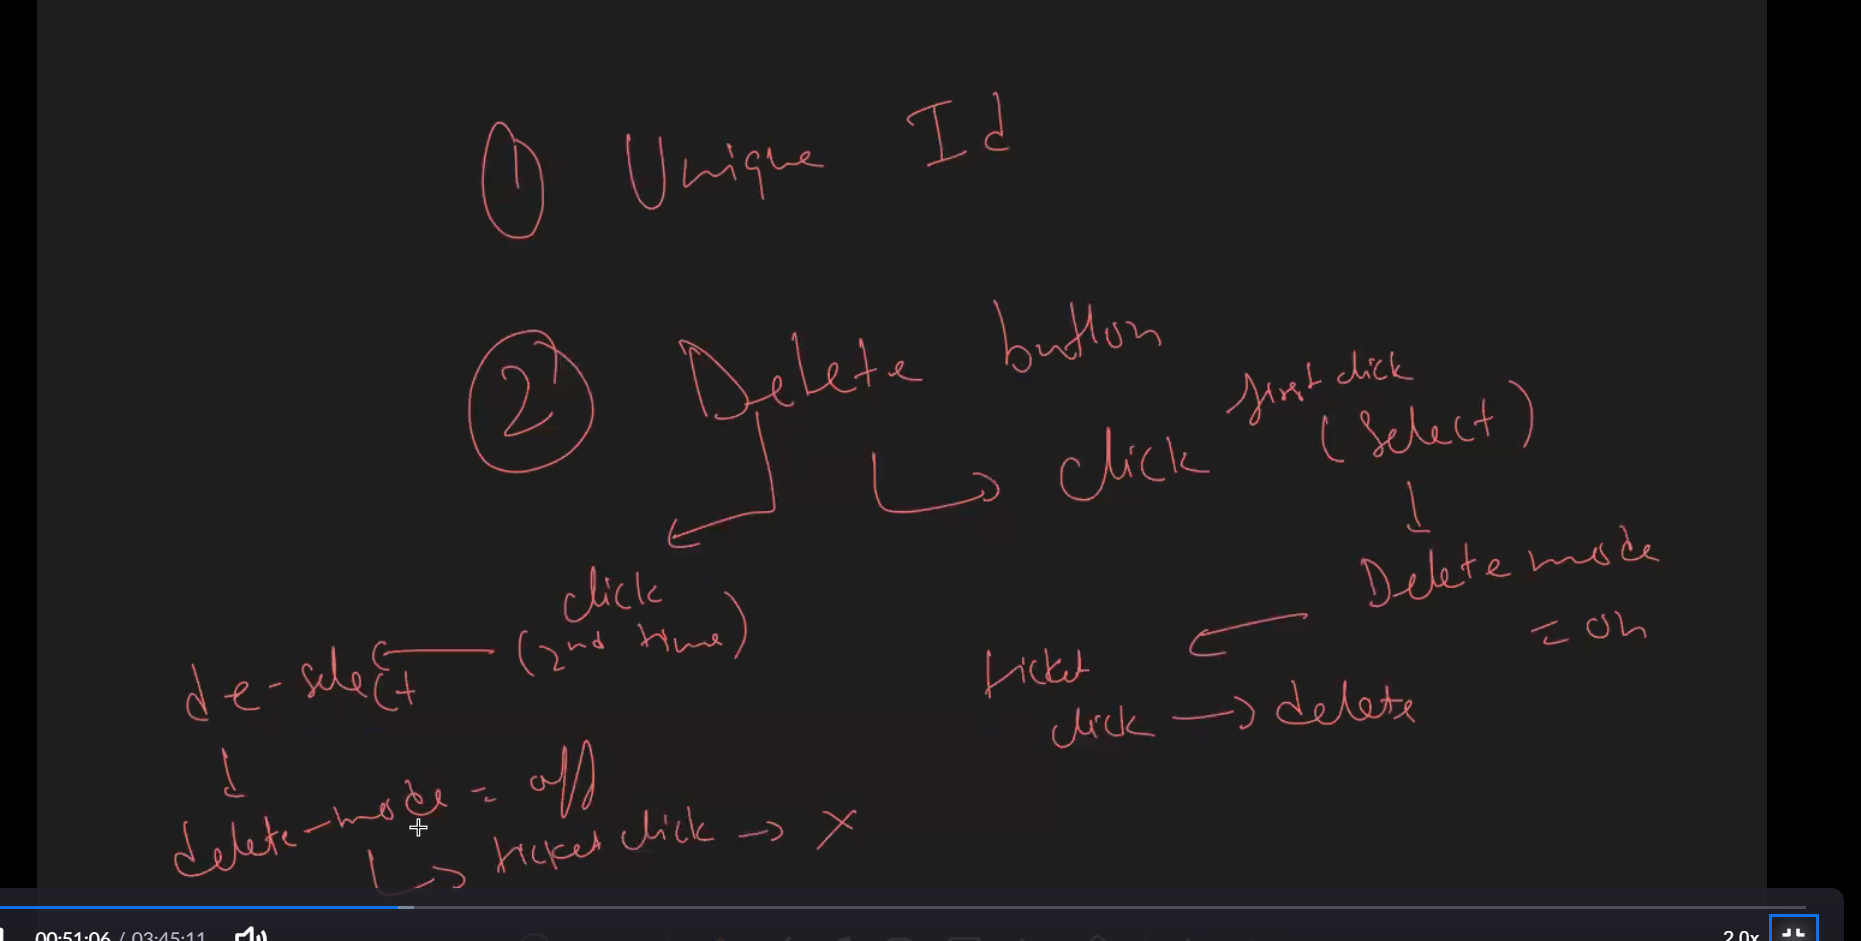 ① Unique Id
② Delete button
first click
click (Select)
Delete mode
= on
click
(2nd time)
de-select
ticket
click → delete
delete-mode = off
ticket click → X
00:51:06 / 03:45:11
2.0x